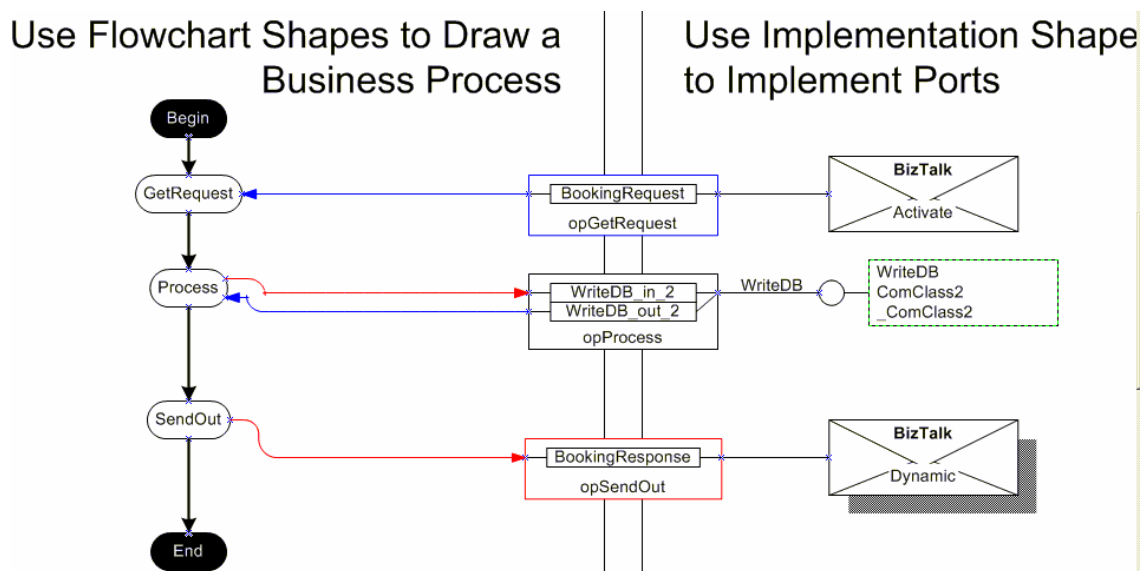 Use Flowchart Shapes to Draw a
Business Process
Use Implementation Shape
to Implement Ports
Begin
GetRequest
BookingRequest
opGetRequest
BizTalk
Activate
Process
WriteDB_in_2
WriteDB_out_2
opProcess
WriteDB
WriteDB
ComClass2
_ComClass2
SendOut
BookingResponse
opSendOut
BizTalk
Dynamic
End